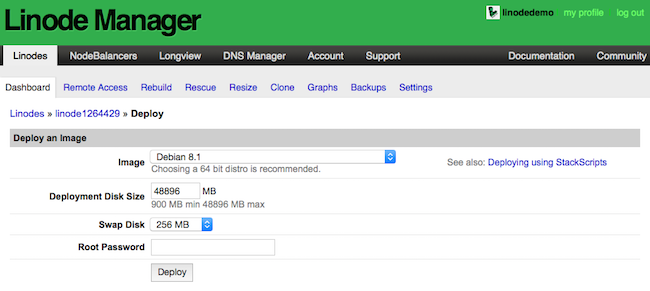 Linode Manager
linodedemo my profile log out
Linodes NodeBalancers Longview DNS Manager Account Support Documentation Community
Dashboard Remote Access Rebuild Rescue Resize Clone Graphs Backups Settings
Linodes » linode1264429 » Deploy
Deploy an Image
Image Debian 8.1 See also: Deploying using StackScripts
Choosing a 64 bit distro is recommended.
Deployment Disk Size 48896 MB
900 MB min 48896 MB max
Swap Disk 256 MB
Root Password
Deploy